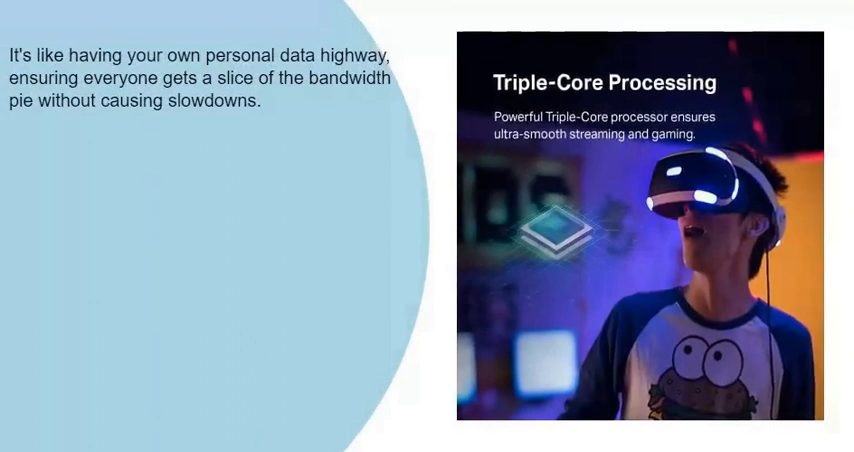 It's like having your own personal data highway,
ensuring everyone gets a slice of the bandwidth
pie without causing slowdowns.
Triple-Core Processing
Powerful Triple-Core processor ensures
ultra-smooth streaming and gaming.